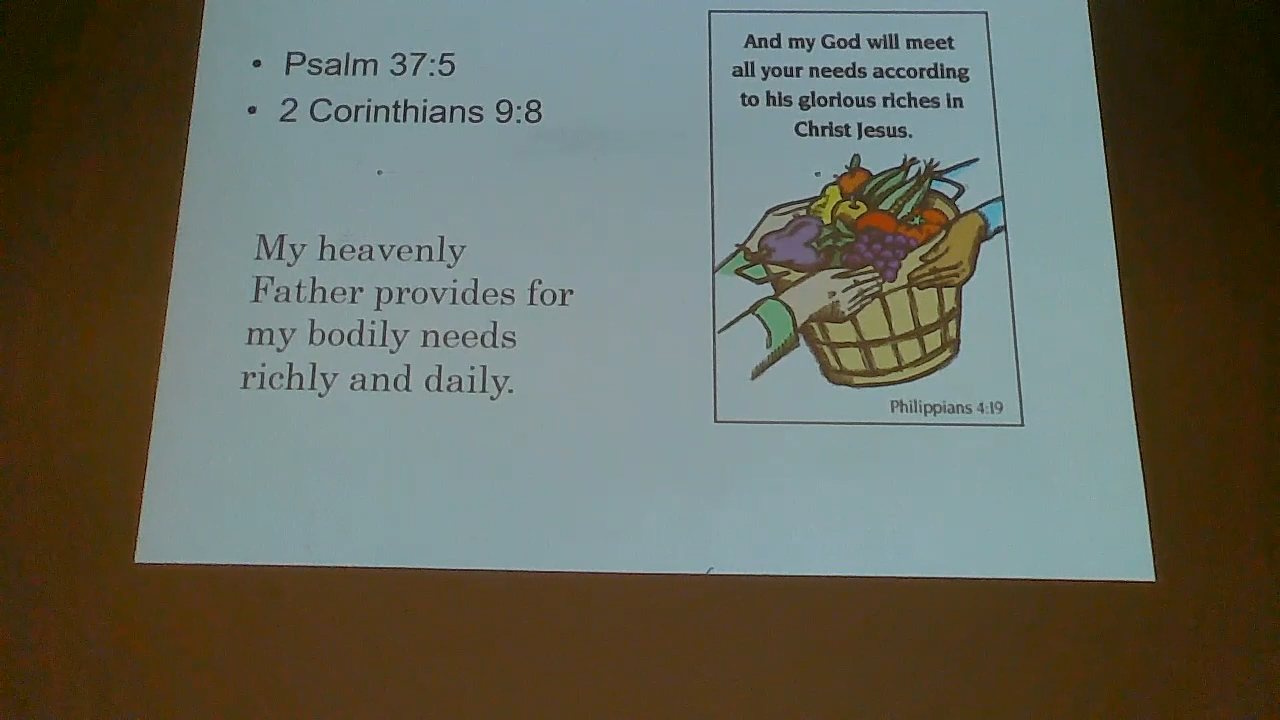 • Psalm 37:5
• 2 Corinthians 9:8
My heavenly
Father provides for
my bodily needs
richly and daily.
And my God will meet
all your needs according
to his glorious riches in
Christ Jesus.
Philippians 4:19